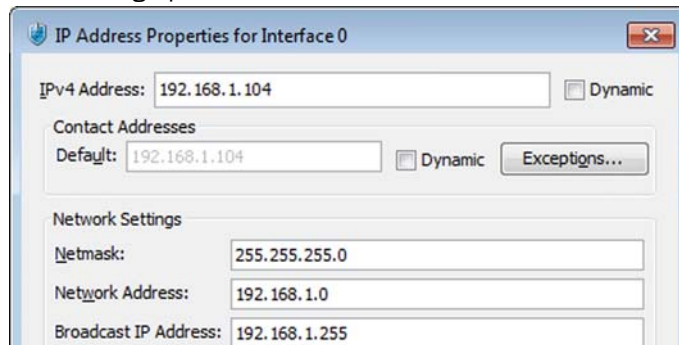 IP Address Properties for Interface 0
IPv4 Address: 192.168.1.104 Dynamic
Contact Addresses
Default: 192.168.1.104 Dynamic Exceptions...
Network Settings
Netmask: 255.255.255.0
Network Address: 192.168.1.0
Broadcast IP Address: 192.168.1.255